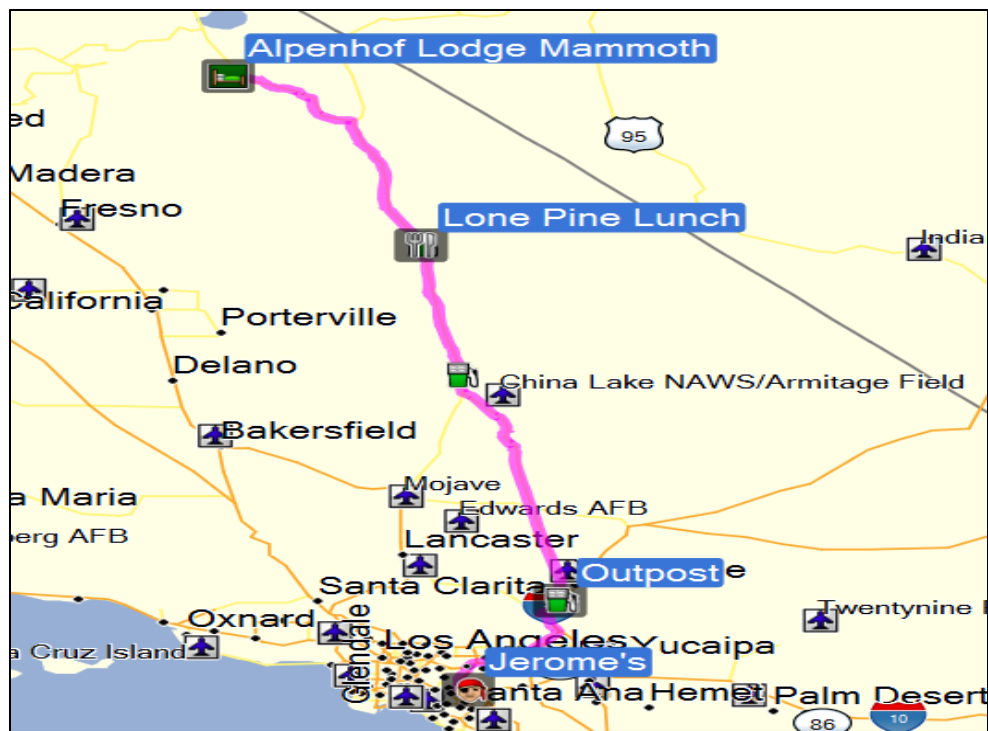 Alpenhof Lodge Mammoth
ed
95
Madera
Fresno
Lone Pine Lunch
India
California
Porterville
Delano
China Lake NAWS/Armitage Field
Bakersfield
Mojave
a Maria
Edwards AFB
berg AFB
Lancaster
Outpost
e
Santa Clarita
Oxnard
Glendale
Los Angeles
Yucaipa
Twentynine
a Cruz Island
Jerome's
Santa Ana
Hemet
Palm Desert
86
10